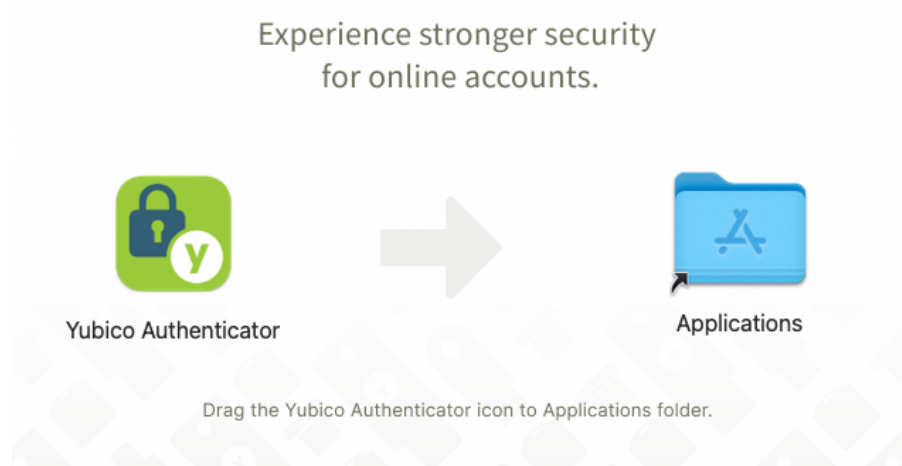 Experience stronger security
for online accounts.
y
Yubico Authenticator
Applications
Drag the Yubico Authenticator icon to Applications folder.